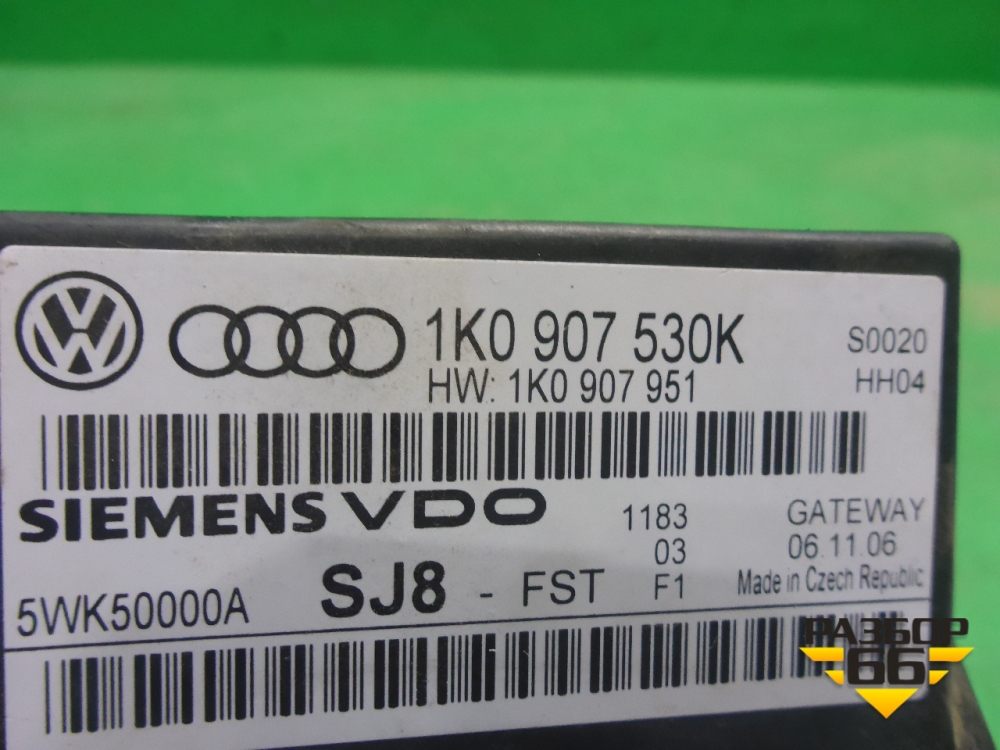 1K0 907 530K
S0020
HW: 1K0 907 951
HH04
SIEMENS VDO
1183
GATEWAY
03
06.11.06
5WK50000A
SJ8 - FST
F1
Made in Czech Republic
РАЗБОР
66